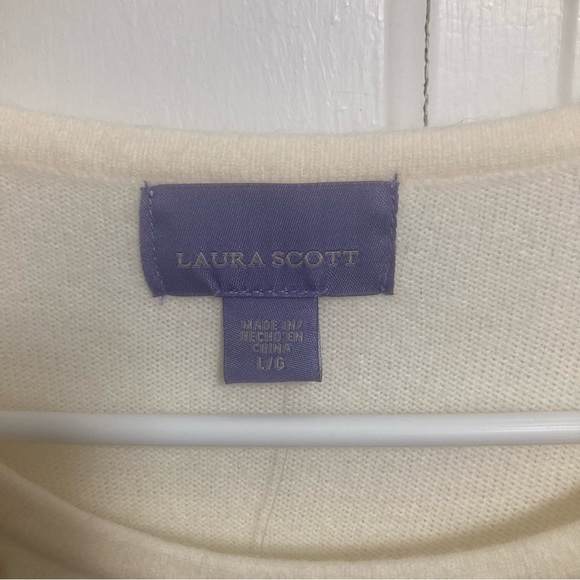 LAURA SCOTT
MADE IN/
HECHO EN
CHINA
L/G